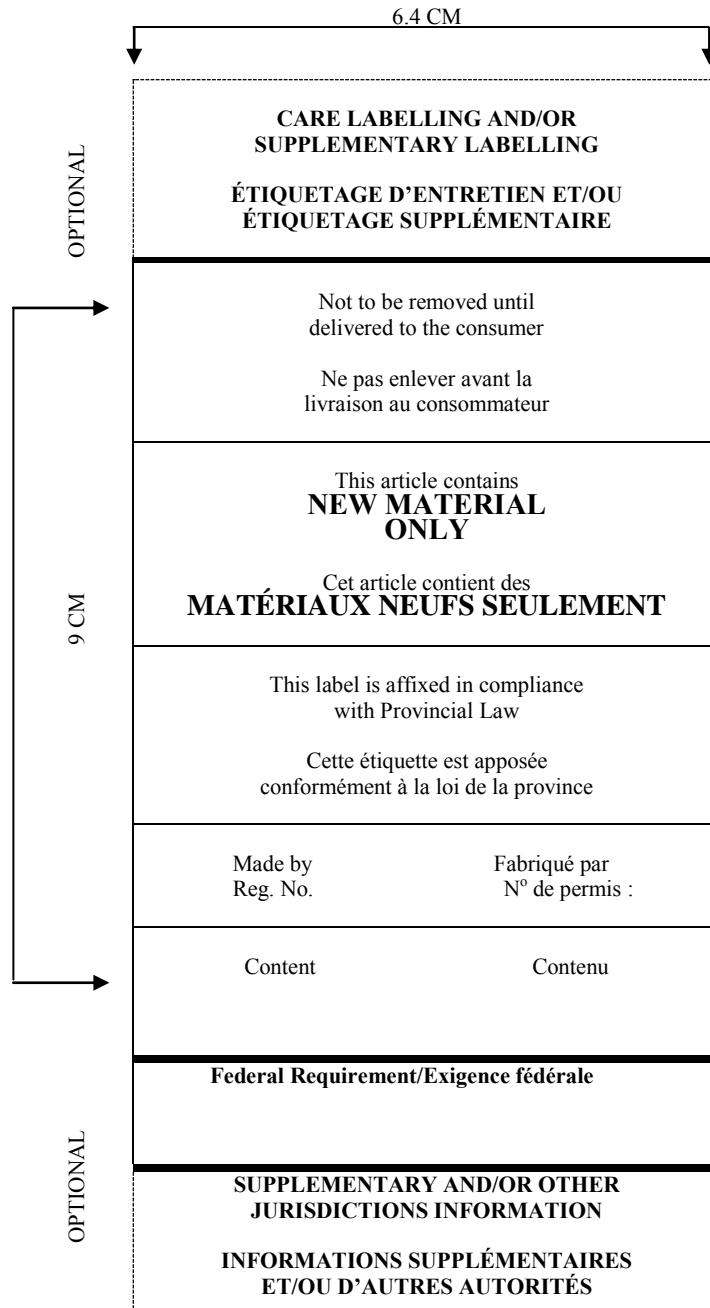 6.4 CM
OPTIONAL
CARE LABELLING AND/OR
SUPPLEMENTARY LABELLING
ÉTIQUETAGE D’ENTRETIEN ET/OU
ÉTIQUETAGE SUPPLÉMENTAIRE
9 CM
Not to be removed until
delivered to the consumer
Ne pas enlever avant la
livraison au consommateur
This article contains
NEW MATERIAL
ONLY
Cet article contient des
MATÉRIAUX NEUFS SEULEMENT
This label is affixed in compliance
with Provincial Law
Cette étiquette est apposée
conformément à la loi de la province
Made by Fabriqué par
Reg. No. Nº de permis :
Content Contenu
Federal Requirement/Exigence fédérale
OPTIONAL
SUPPLEMENTARY AND/OR OTHER
JURISDICTIONS INFORMATION
INFORMATIONS SUPPLÉMENTAIRES
ET/OU D’AUTRES AUTORITÉS